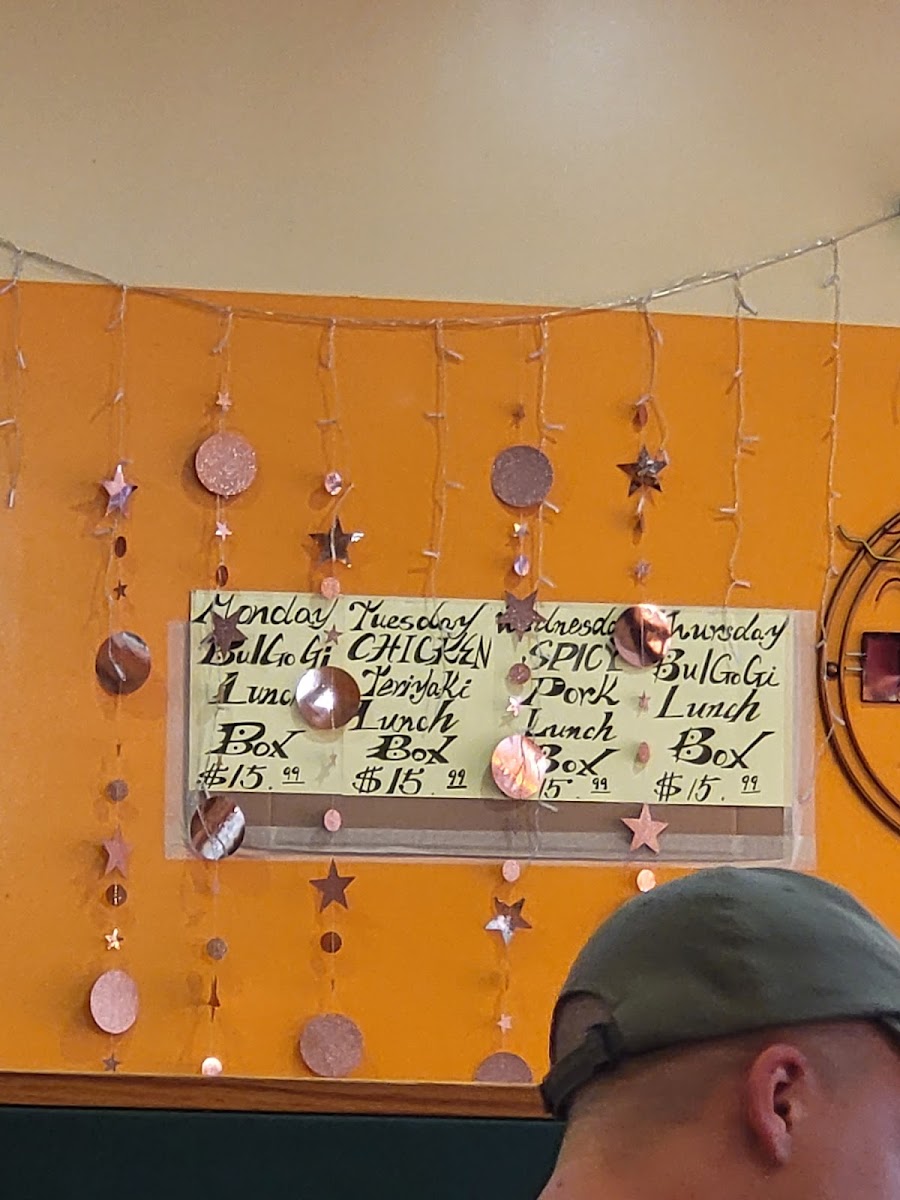 Monday
BulGoGi
Lunch
Box
$15.99
Tuesday
CHICKEN
Teriyaki
Lunch
Box
$15.99
Wednesday
SPICY
Pork
Lunch
Box
15.99
Thursday
BulGoGi
Lunch
Box
$15.99